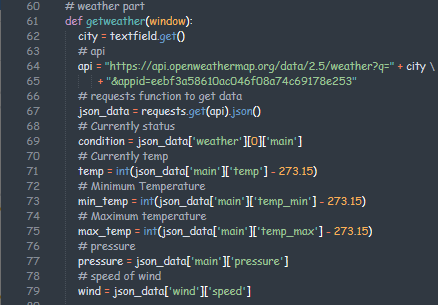 60 # weather part
61 def getweather(window):
62 city = textfield.get()
63 # api
64 api = "https://api.openweathermap.org/data/2.5/weather?q=" + city \
65 + "&appid=eebf3a58610ac046f08a74c69178e253"
66 # requests function to get data
67 json_data = requests.get(api).json()
68 # Currently status
69 condition = json_data['weather'][0]['main']
70 # Currently temp
71 temp = int(json_data['main']['temp'] - 273.15)
72 # Minimum Temperature
73 min_temp = int(json_data['main']['temp_min'] - 273.15)
74 # Maximum temperature
75 max_temp = int(json_data['main']['temp_max'] - 273.15)
76 # pressure
77 pressure = json_data['main']['pressure']
78 # speed of wind
79 wind = json_data['wind']['speed']